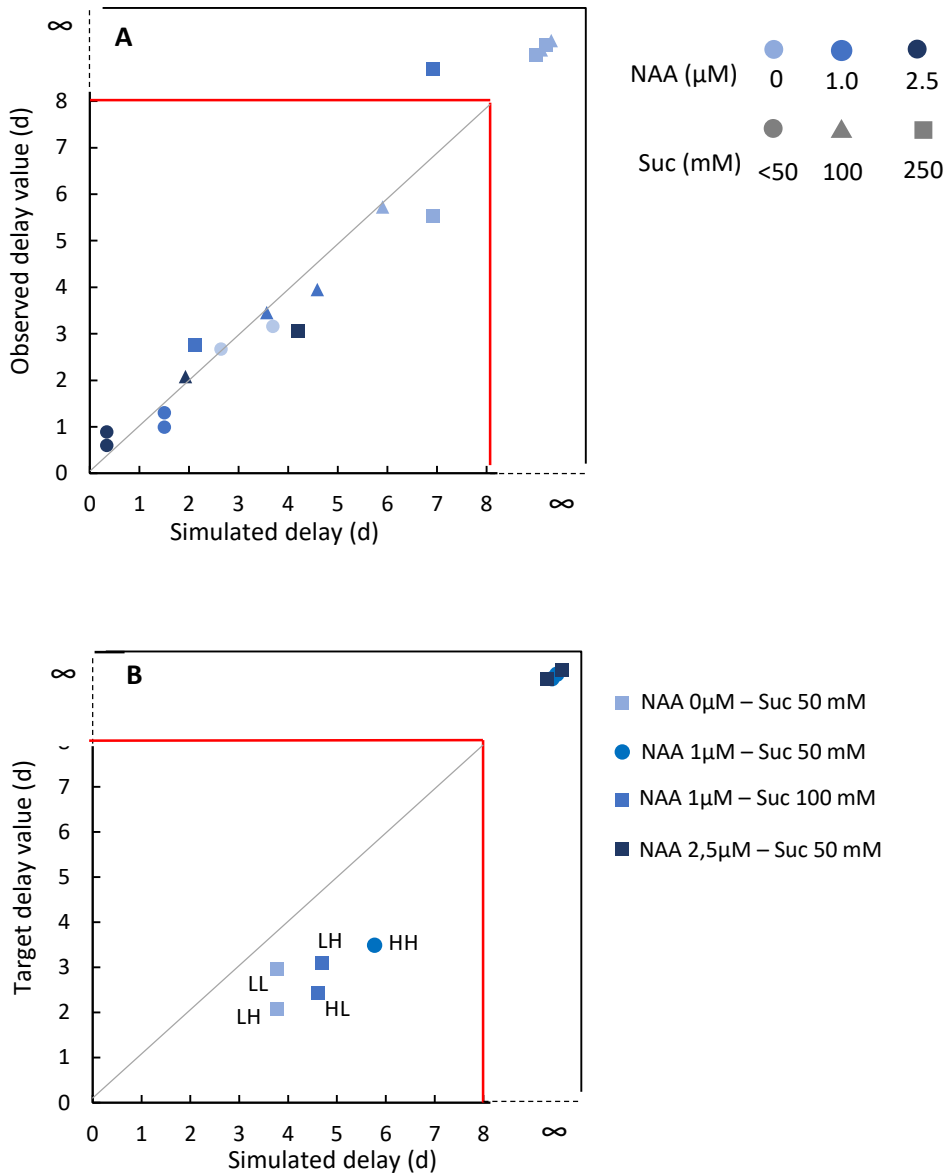 ∞
A
8
7
6
5
4
3
2
1
0
Observed delay value (d)
0 1 2 3 4 5 6 7 8 ∞
Simulated delay (d)
NAA (µM) 0 1.0 2.5
Suc (mM) <50 100 250
∞
B
7
6
5
4
3
2
1
0
Target delay value (d)
LH HH
LL
LH HL
0 1 2 3 4 5 6 7 8 ∞
Simulated delay (d)
NAA 0µM – Suc 50 mM
NAA 1µM – Suc 50 mM
NAA 1µM – Suc 100 mM
NAA 2,5µM – Suc 50 mM